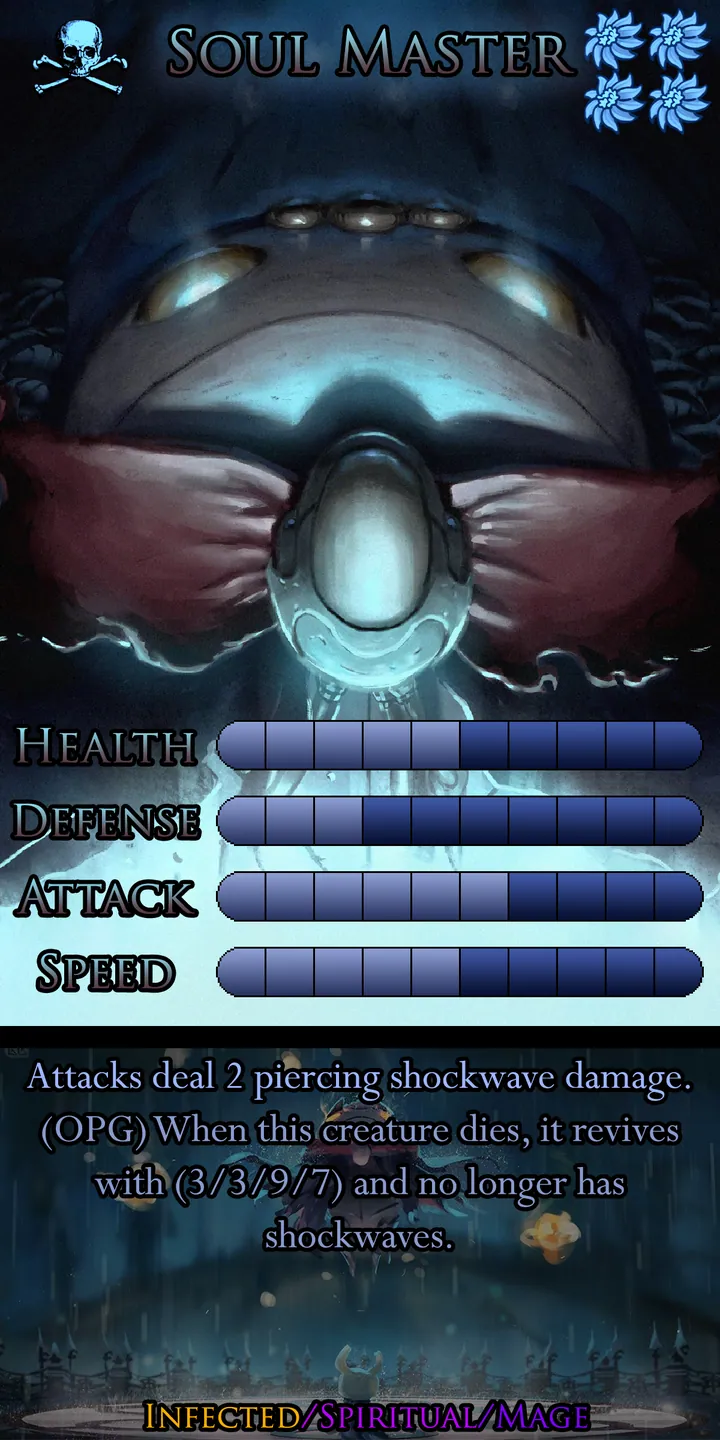 Soul Master
Health
Defense
Attack
Speed
Attacks deal 2 piercing shockwave damage.
(OPG) When this creature dies, it revives
with (3/3/9/7) and no longer has
shockwaves.
Infected/Spiritual/Mage